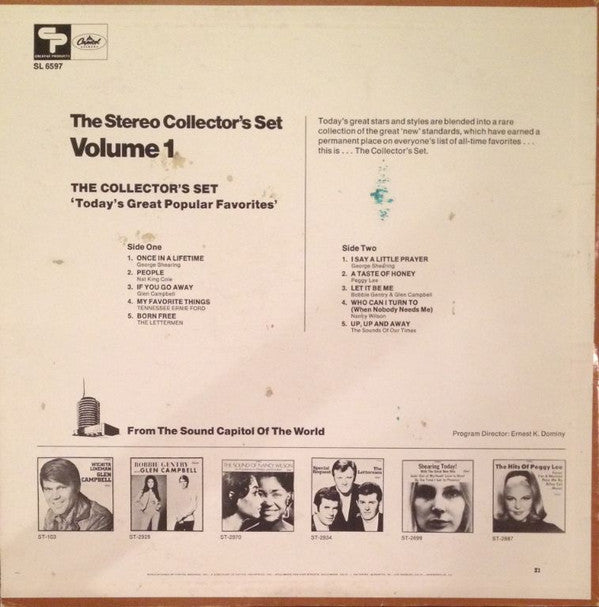 CP
CREATIVE PRODUCTS
Capitol
SL 6597
The Stereo Collector's Set
Volume 1
THE COLLECTOR'S SET
'Today's Great Popular Favorites'
Today's great stars and styles are blended into a rare
collection of the great 'new' standards, which have earned a
permanent place on everyone's list of all-time favorites . . .
this is . . . The Collector's Set.
Side One
1. ONCE IN A LIFETIME
George Shearing
2. PEOPLE
Nat King Cole
3. IF YOU GO AWAY
Glen Campbell
4. MY FAVORITE THINGS
TENNESSEE ERNIE FORD
5. BORN FREE
THE LETTERMEN
Side Two
1. I SAY A LITTLE PRAYER
George Shearing
2. A TASTE OF HONEY
Peggy Lee
3. LET IT BE ME
Bobbie Gentry & Glen Campbell
4. WHO CAN I TURN TO
(When Nobody Needs Me)
Nancy Wilson
5. UP, UP AND AWAY
The Sounds Of Our Times
From The Sound Capitol Of The World
Program Director: Ernest K. Dominy
WICHITA
LINEMAN
GLEN
CAMPBELL
BOBBIE GENTRY
...GLEN CAMPBELL
THE SOUND OF NANCY WILSON
Special
Request
The
Lettermen
Shearing Today!
The Hits Of Peggy Lee
ST-103
ST-2928
ST-2970
ST-2934
ST-2699
ST-2887